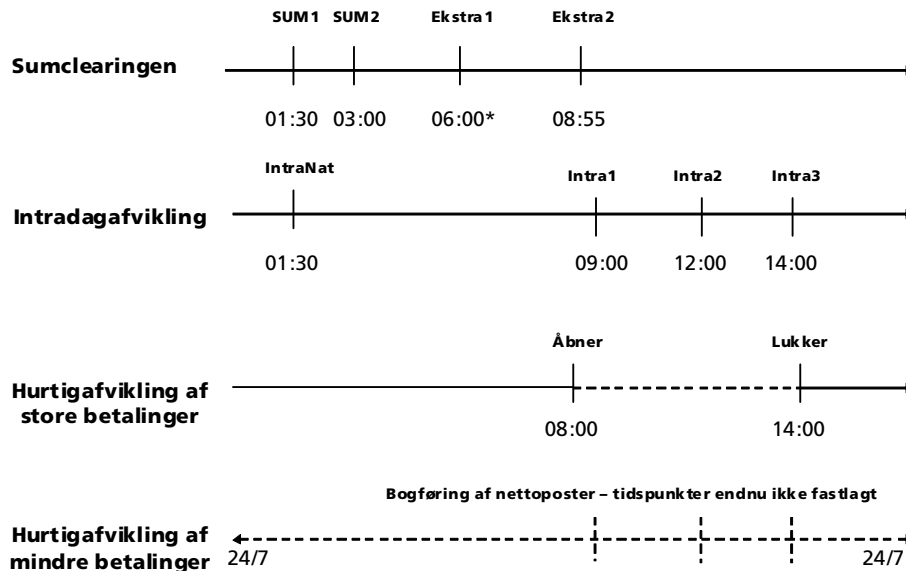 SUM1 SUM2 Ekstra1 Ekstra2
Sumclearingen
01:30 03:00 06:00* 08:55
IntraNat Intra1 Intra2 Intra3
Intradagafvikling
01:30 09:00 12:00 14:00
Åbner Lukker
Hurtigafvikling af
store betalinger
08:00 14:00
Bogføring af nettoposter – tidspunkter endnu ikke fastlagt
Hurtigafvikling af
mindre betalinger
24/7 24/7